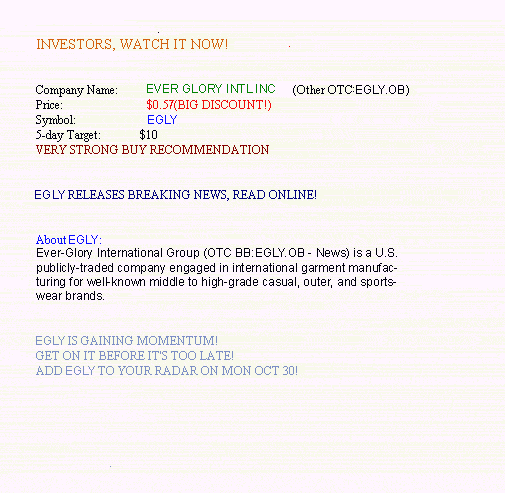 INVESTORS, WATCH IT NOW!
Company Name: EVER GLORY INTL INC (Other OTC:EGLY.OB)
Price: $0.57(BIG DISCOUNT!)
Symbol: EGLY
5-day Target: $10
VERY STRONG BUY RECOMMENDATION
EGLY RELEASES BREAKING NEWS, READ ONLINE!
About EGLY:
Ever-Glory International Group (OTC BB:EGLY.OB - News) is a U.S.
publicly-traded company engaged in international garment manufac-
turing for well-known middle to high-grade casual, outer, and sports-
wear brands.
EGLY IS GAINING MOMENTUM!
GET ON IT BEFORE IT'S TOO LATE!
ADD EGLY TO YOUR RADAR ON MON OCT 30!